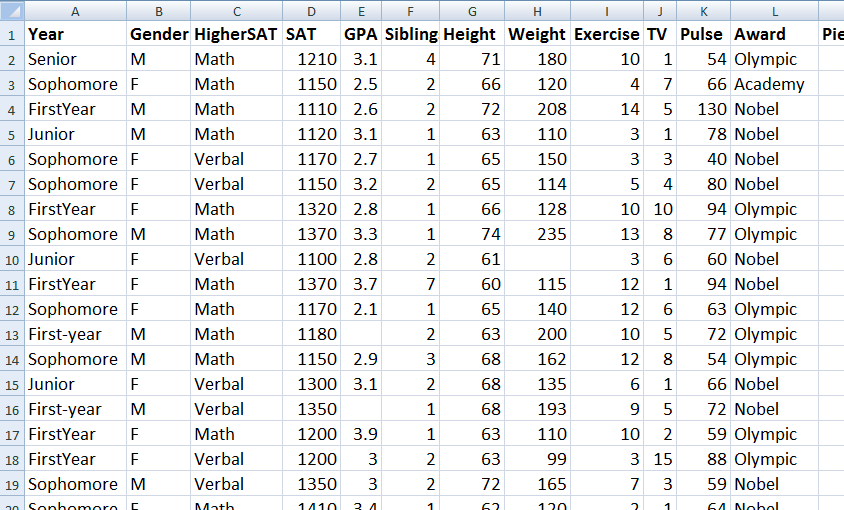 A B C D E F G H I J K L
1 Year Gender HigherSAT SAT GPA Sibling Height Weight Exercise TV Pulse Award Pie
2 Senior M Math 1210 3.1 4 71 180 10 1 54 Olympic
3 Sophomore F Math 1150 2.5 2 66 120 4 7 66 Academy
4 FirstYear M Math 1110 2.6 2 72 208 14 5 130 Nobel
5 Junior M Math 1120 3.1 1 63 110 3 1 78 Nobel
6 Sophomore F Verbal 1170 2.7 1 65 150 3 3 40 Nobel
7 Sophomore F Verbal 1150 3.2 2 65 114 5 4 80 Nobel
8 FirstYear F Math 1320 2.8 1 66 128 10 10 94 Olympic
9 Sophomore M Math 1370 3.3 1 74 235 13 8 77 Olympic
10 Junior F Verbal 1100 2.8 2 61 3 6 60 Nobel
11 FirstYear F Math 1370 3.7 7 60 115 12 1 94 Nobel
12 Sophomore F Math 1170 2.1 1 65 140 12 6 63 Olympic
13 First-year M Math 1180 2 63 200 10 5 72 Olympic
14 Sophomore M Math 1150 2.9 3 68 162 12 8 54 Olympic
15 Junior F Verbal 1300 3.1 2 68 135 6 1 66 Nobel
16 First-year M Verbal 1350 1 68 193 9 5 72 Nobel
17 FirstYear F Math 1200 3.9 1 63 110 10 2 59 Olympic
18 FirstYear F Verbal 1200 3 2 63 99 3 15 88 Olympic
19 Sophomore M Verbal 1350 3 2 72 165 7 3 59 Nobel
20 Sophomore F Math 1410 3.4 1 62 120 2 1 64 Nobel